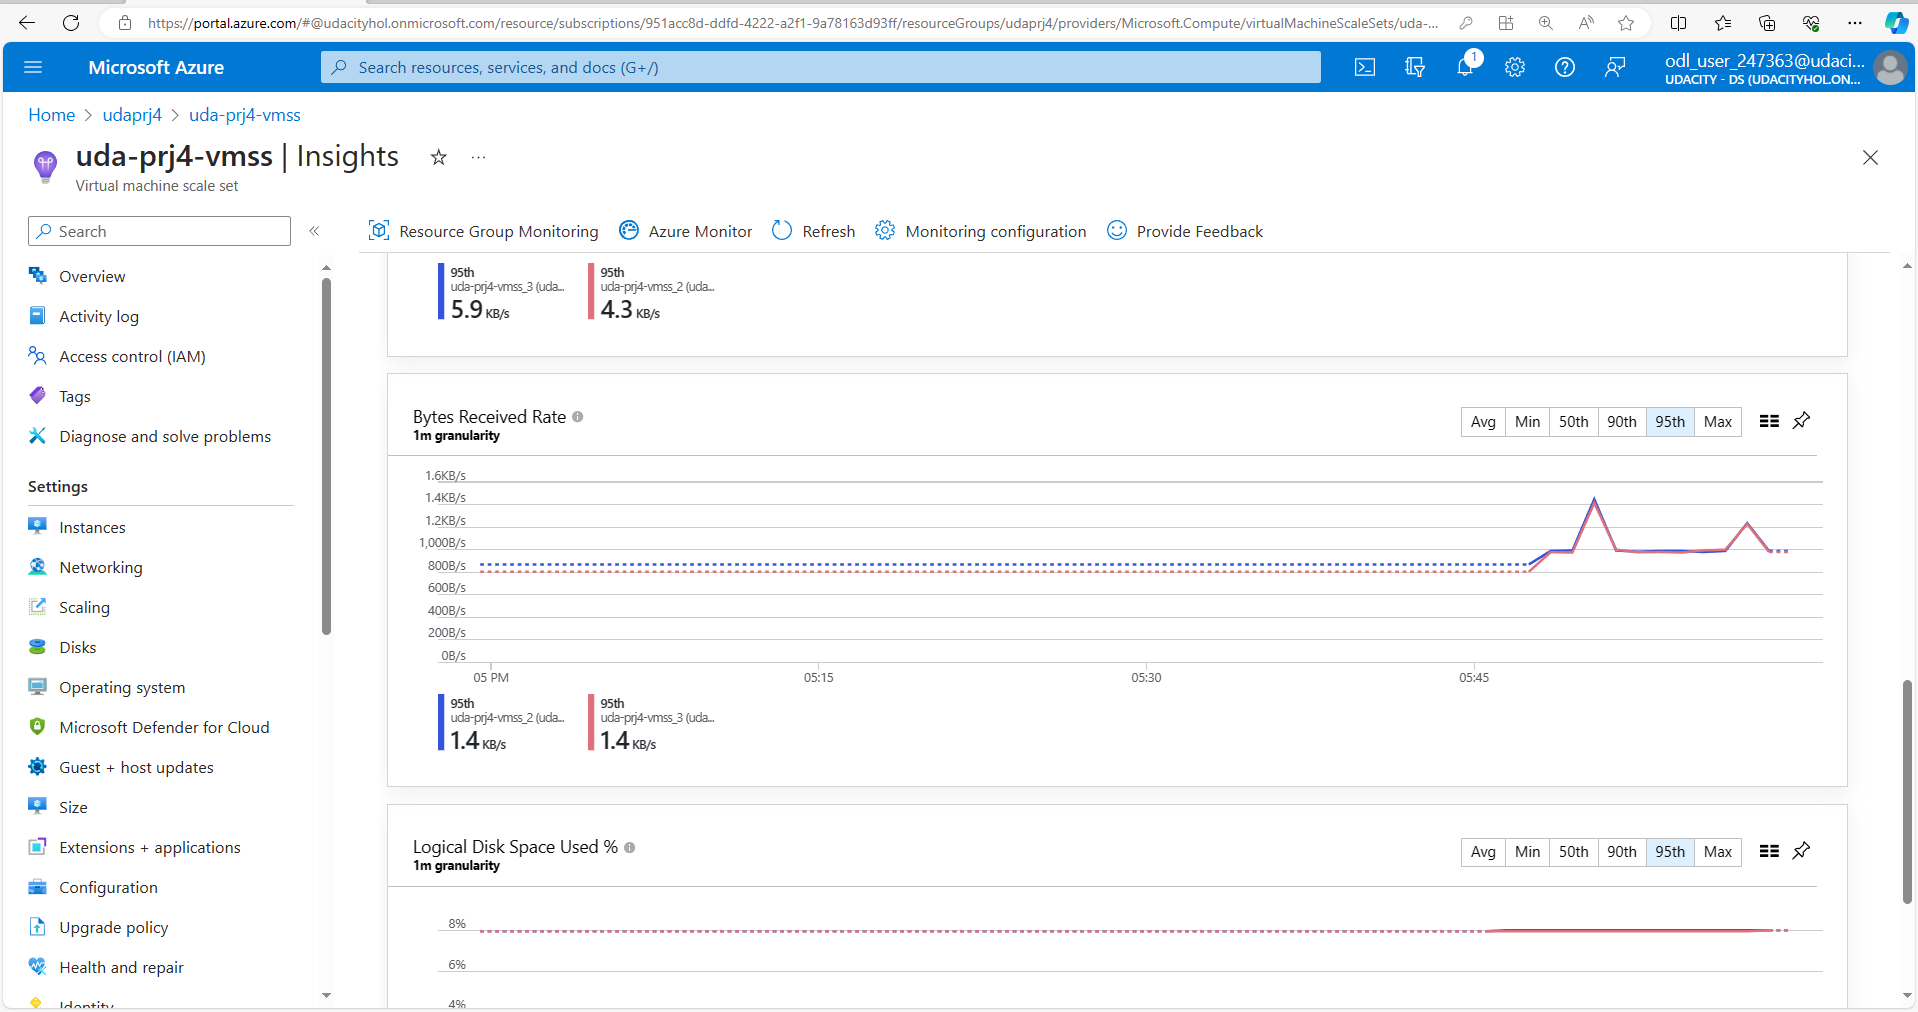 https://portal.azure.com/#@udacityhol.onmicrosoft.com/resource/subscriptions/951acc8d-ddfd-4222-a2f1-9a78163d93ff/resourceGroups/udaprj4/providers/Microsoft.Compute/virtualMachineScaleSets/uda-...
Microsoft Azure
Search resources, services, and docs (G+/)
1
odl_user_247363@udaci...
UDACITY - DS (UDACITYHOL.ON...
Home > udaprj4 > uda-prj4-vmss
uda-prj4-vmss | Insights
Virtual machine scale set
Search
Resource Group Monitoring Azure Monitor Refresh Monitoring configuration Provide Feedback
Overview
Activity log
Access control (IAM)
Tags
Diagnose and solve problems
Settings
Instances
Networking
Scaling
Disks
Operating system
Microsoft Defender for Cloud
Guest + host updates
Size
Extensions + applications
Configuration
Upgrade policy
Health and repair
Identity
95th
uda-prj4-vmss_3 (uda...
5.9 KB/s
95th
uda-prj4-vmss_2 (uda...
4.3 KB/s
Bytes Received Rate
1m granularity
Avg Min 50th 90th 95th Max
1.6KB/s
1.4KB/s
1.2KB/s
1,000B/s
800B/s
600B/s
400B/s
200B/s
0B/s
05 PM 05:15 05:30 05:45
95th
uda-prj4-vmss_2 (uda...
1.4 KB/s
95th
uda-prj4-vmss_3 (uda...
1.4 KB/s
Logical Disk Space Used %
1m granularity
Avg Min 50th 90th 95th Max
8%
6%
4%